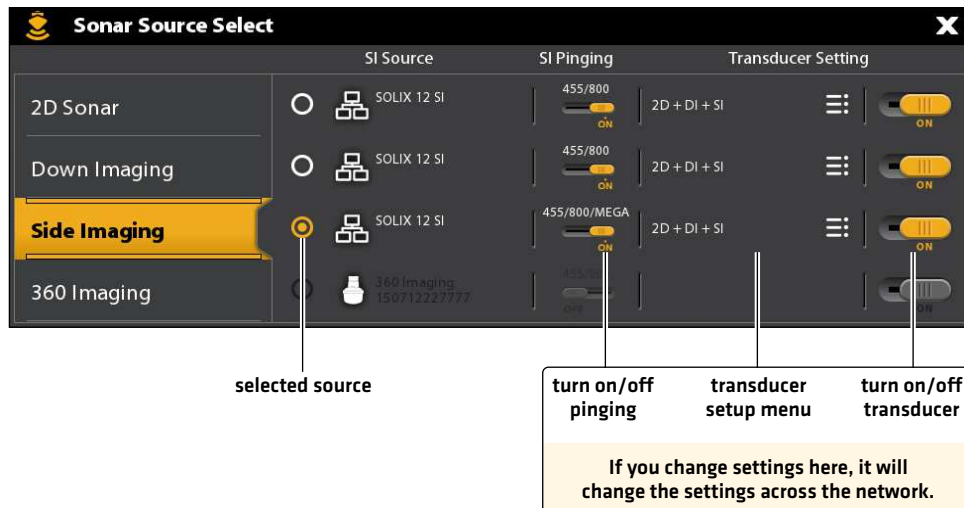 Sonar Source Select
SI Source SI Pinging Transducer Setting
2D Sonar
SOLIX 12 SI
455/800
ON
2D + DI + SI
ON
Down Imaging
SOLIX 12 SI
455/800
ON
2D + DI + SI
ON
Side Imaging
SOLIX 12 SI
455/800/MEGA
ON
2D + DI + SI
ON
360 Imaging
360 Imaging
150712227777
OFF
ON
selected source
turn on/off
pinging
transducer
setup menu
turn on/off
transducer
If you change settings here, it will
change the settings across the network.